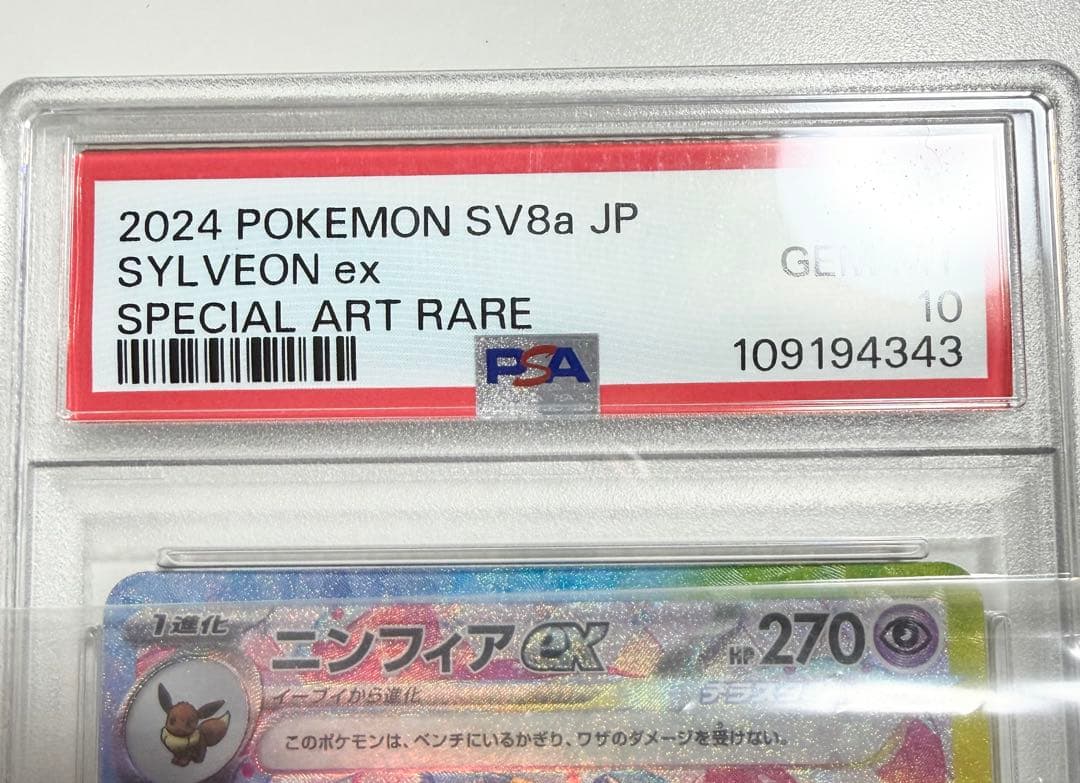 2024 POKEMON SV8a JP
SYLVEON ex
GEM MT
SPECIAL ART RARE
10
PSA
109194343
1進化
ニンフィアex
HP270
イーブイから進化
このポケモンは、ベンチにいるかぎり、ワザのダメージを受けない。